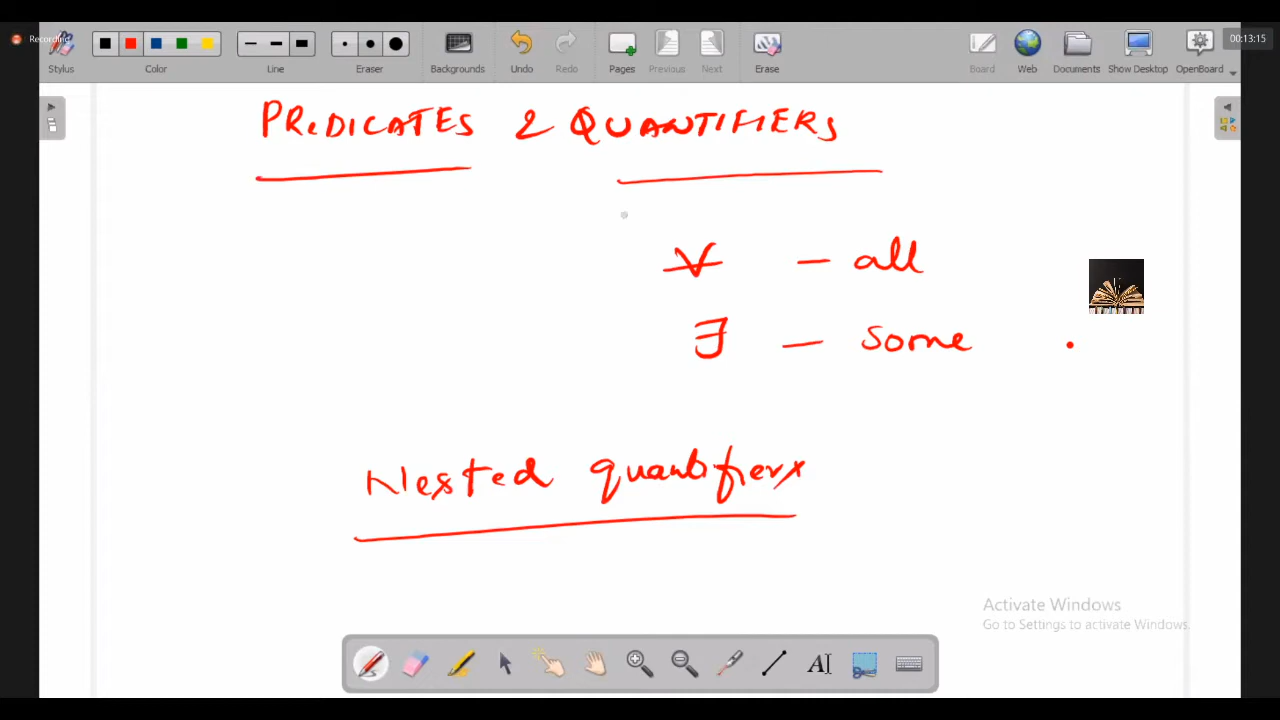 Recording
00:13:15
Stylus
Color
Line
Eraser
Backgrounds
Undo
Redo
Pages
Previous
Next
Erase
Board
Web
Documents
Show Desktop
OpenBoard
PREDICATES & QUANTIFIERS
∀ – all
∃ – Some .
Nested quantifiers
Activate Windows
Go to Settings to activate Windows.
AI